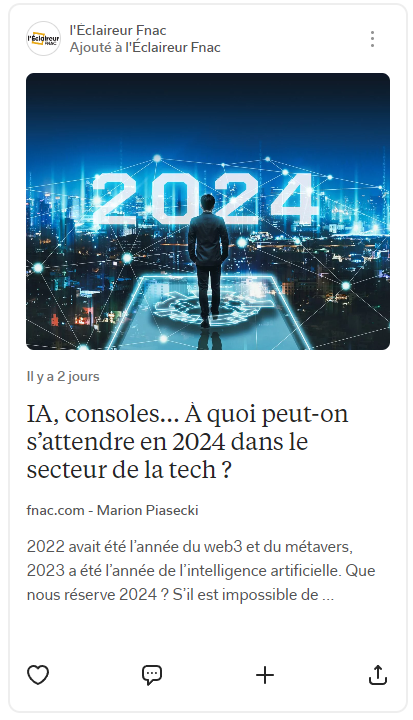 l'Éclaireur
FNAC
l'Éclaireur Fnac
Ajouté à l'Éclaireur Fnac
2024
Il y a 2 jours
IA, consoles… À quoi peut-on
s'attendre en 2024 dans le
secteur de la tech ?
fnac.com - Marion Piasecki
2022 avait été l'année du web3 et du métavers,
2023 a été l'année de l'intelligence artificielle. Que
nous réserve 2024 ? S'il est impossible de ...